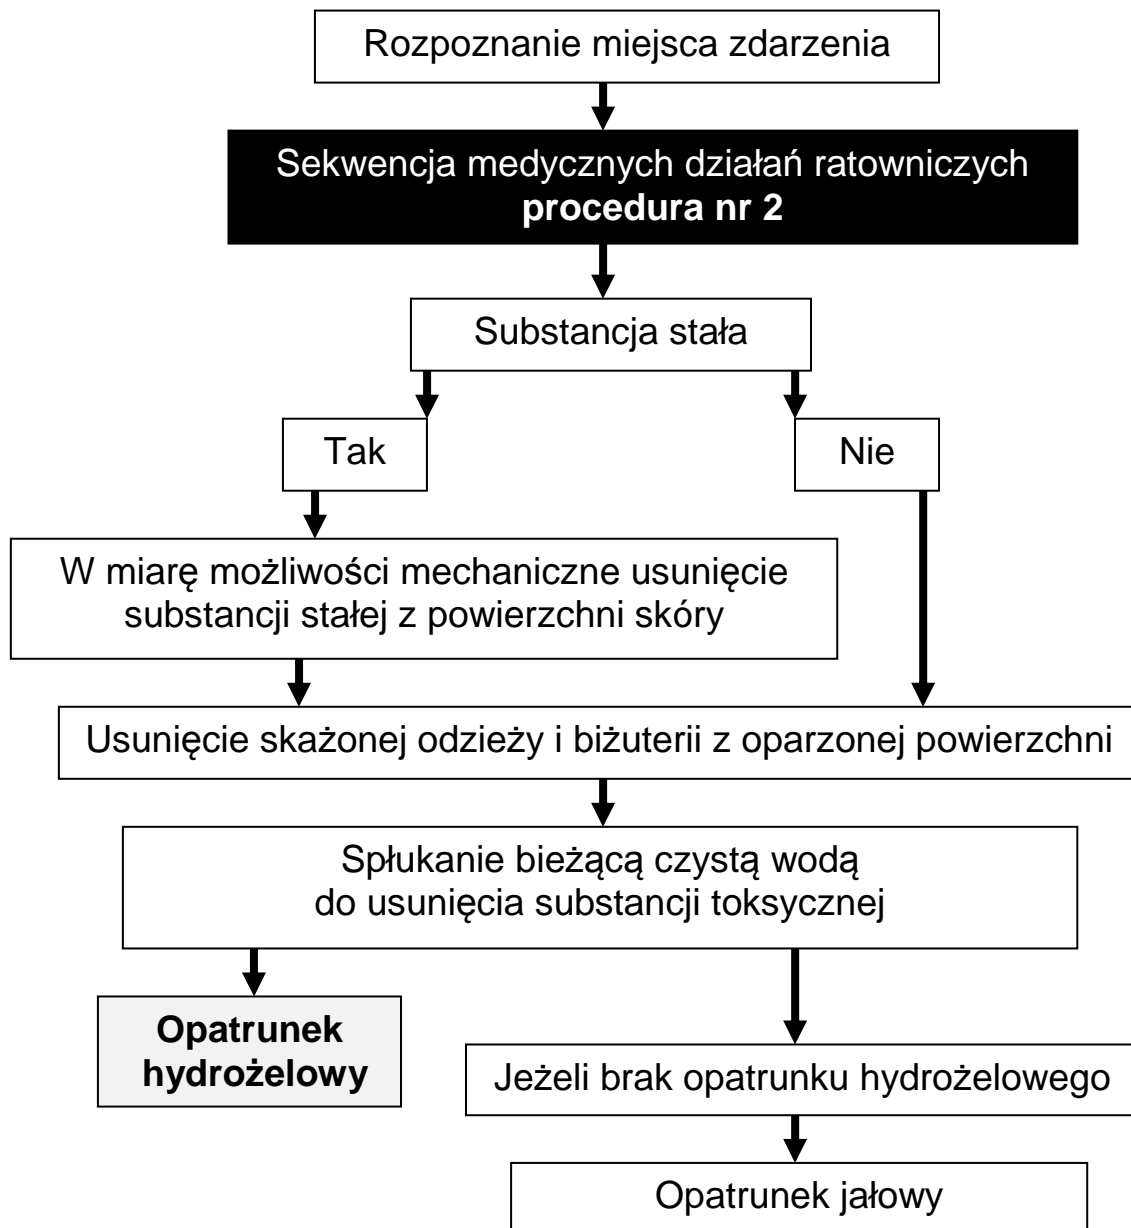 Rozpoznanie miejsca zdarzenia
Sekwencja medycznych działań ratowniczych
procedura nr 2
Substancja stała
Tak
Nie
W miarę możliwości mechaniczne usunięcie
substancji stałej z powierzchni skóry
Usunięcie skażonej odzieży i biżuterii z oparzonej powierzchni
Spłukanie bieżącą czystą wodą
do usunięcia substancji toksycznej
Opatrunek
hydrożelowy
Jeżeli brak opatrunku hydrożelowego
Opatrunek jałowy